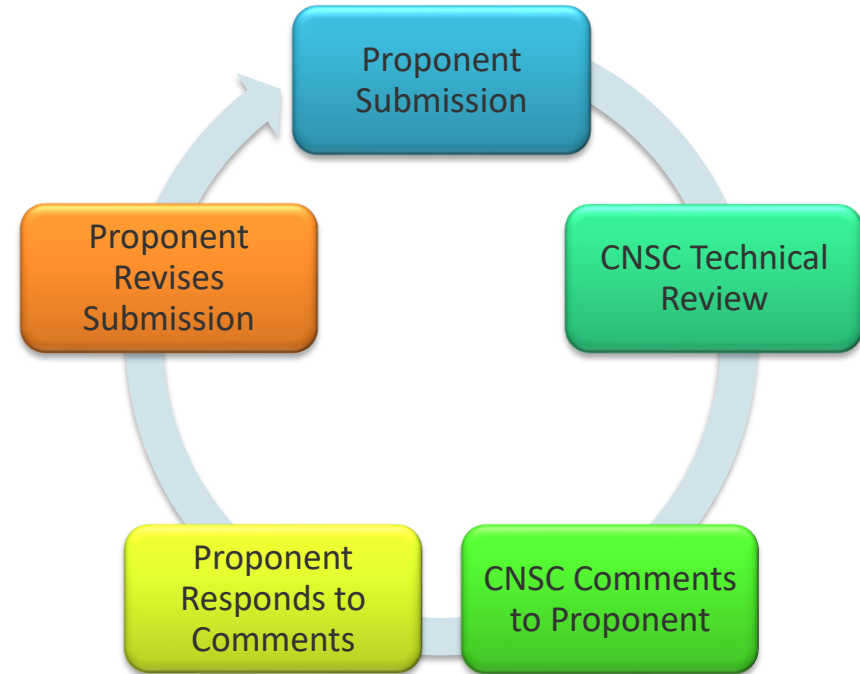 Proponent
Submission
CNSC Technical
Review
CNSC Comments
to Proponent
Proponent
Responds to
Comments
Proponent
Revises
Submission